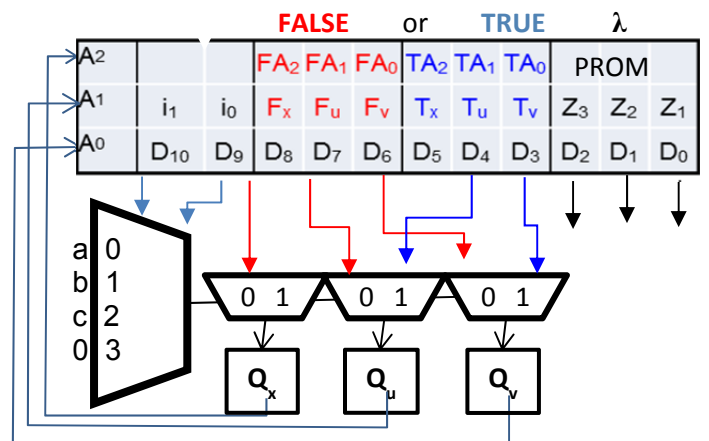 FALSE or TRUE λ
A2 FA2 FA1 FA0 TA2 TA1 TA0 PROM
A1 i1 i0 Fx Fu Fv Tx Tu Tv Z3 Z2 Z1
A0 D10 D9 D8 D7 D6 D5 D4 D3 D2 D1 D0
a 0
b 1
c 2
0 3
0 1 0 1 0 1
Qx Qu Qv